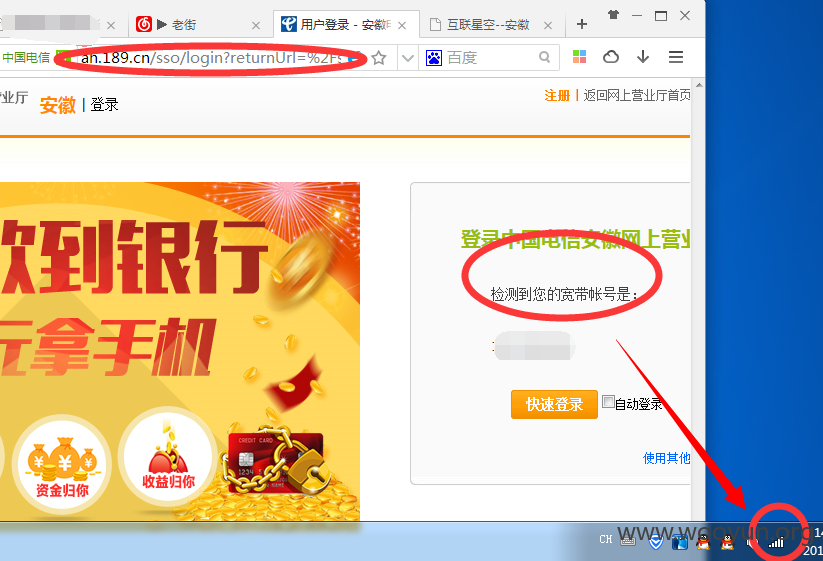 老街
用户登录 - 安徽
互联星空--安徽
中国电信
ah.189.cn/sso/login?returnUrl=%2Fs
百度
业厅
安徽 | 登录
注册 | 返回网上营业厅首页
款到银行
元拿手机
资金归你
收益归你
CREDIT CARD
1234
登录中国电信安徽网上营业
检测到您的宽带帐号是：
快速登录
自动登录
使用其他
CH
www.wooyun.org
14
201